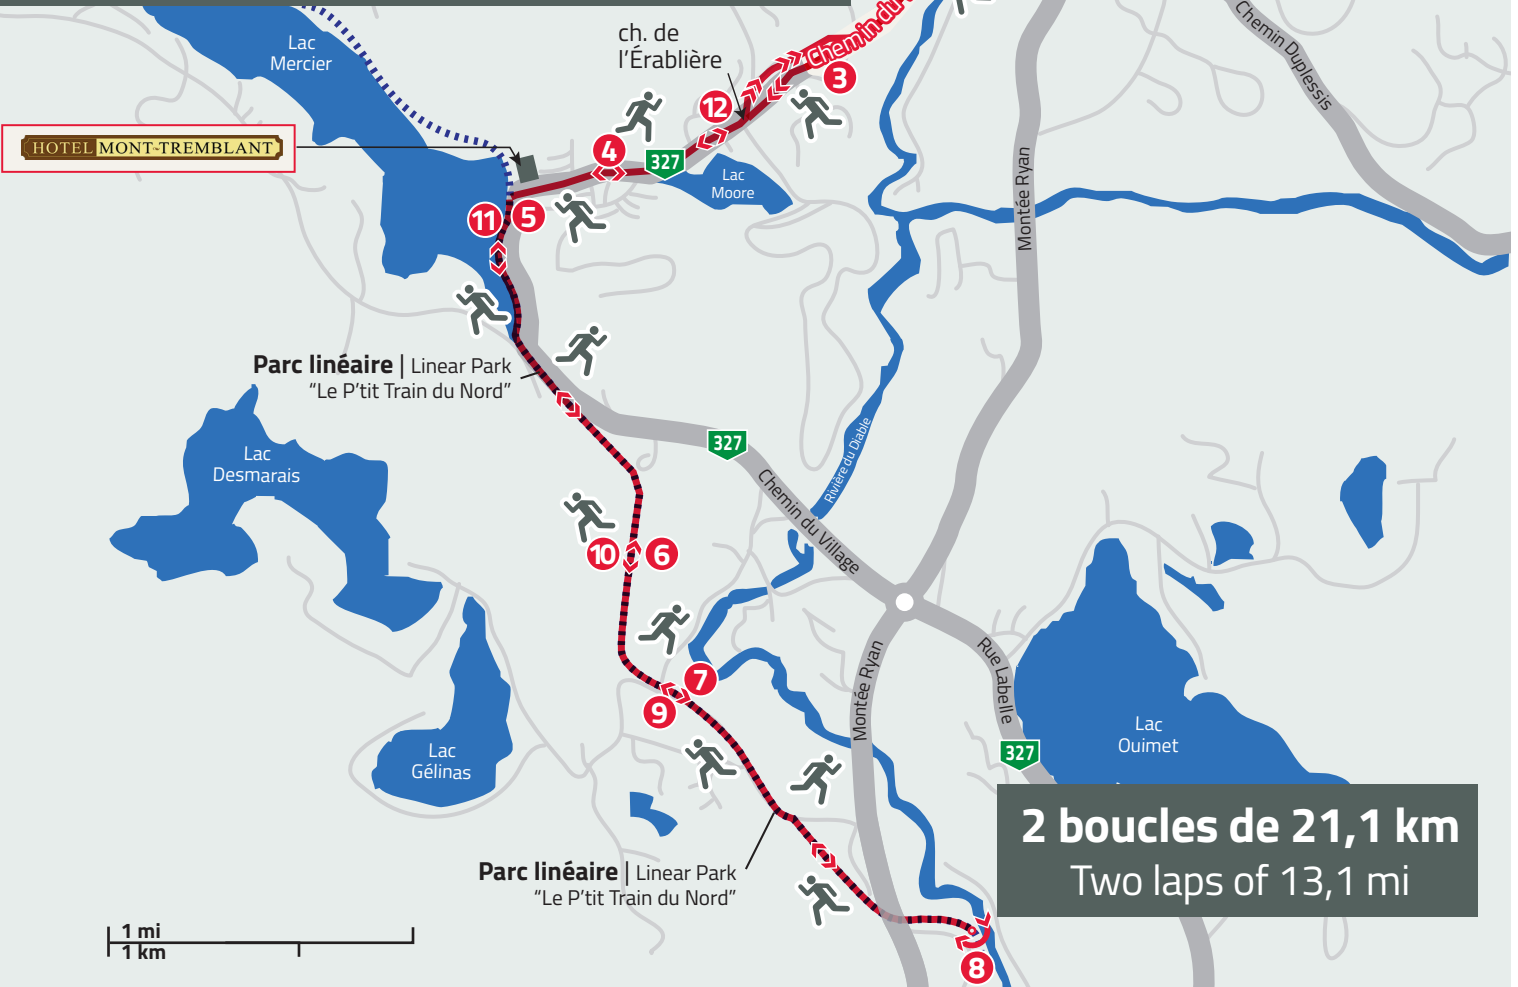 Lac
Mercier
ch. de
l'Érablière
Chemin du
3
Chemin Duplessis
12
HOTEL MONT-TREMBLANT
4
327
Lac
Moore
Montée Ryan
11
5
Parc linéaire | Linear Park
“Le P'tit Train du Nord”
327
Rivière du Diable
Lac
Desmarais
Chemin du Village
10
6
Montée Ryan
Rue Labelle
7
9
Lac
Ouimet
327
Lac
Gélinas
2 boucles de 21,1 km
Two laps of 13,1 mi
Parc linéaire | Linear Park
“Le P'tit Train du Nord”
1 mi
1 km
8